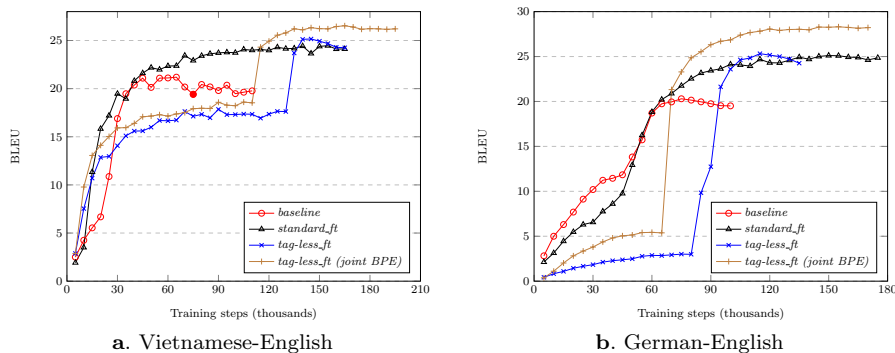 25
20
15
10
5
0
BLEU
0
30
60
90
120
150
180
210
Training steps (thousands)
baseline
standard_ft
tag-less_ft
tag-less_ft (joint BPE)
a. Vietnamese-English
30
25
20
15
10
5
0
BLEU
0
30
60
90
120
150
180
Training steps (thousands)
baseline
standard_ft
tag-less_ft
tag-less_ft (joint BPE)
b. German-English